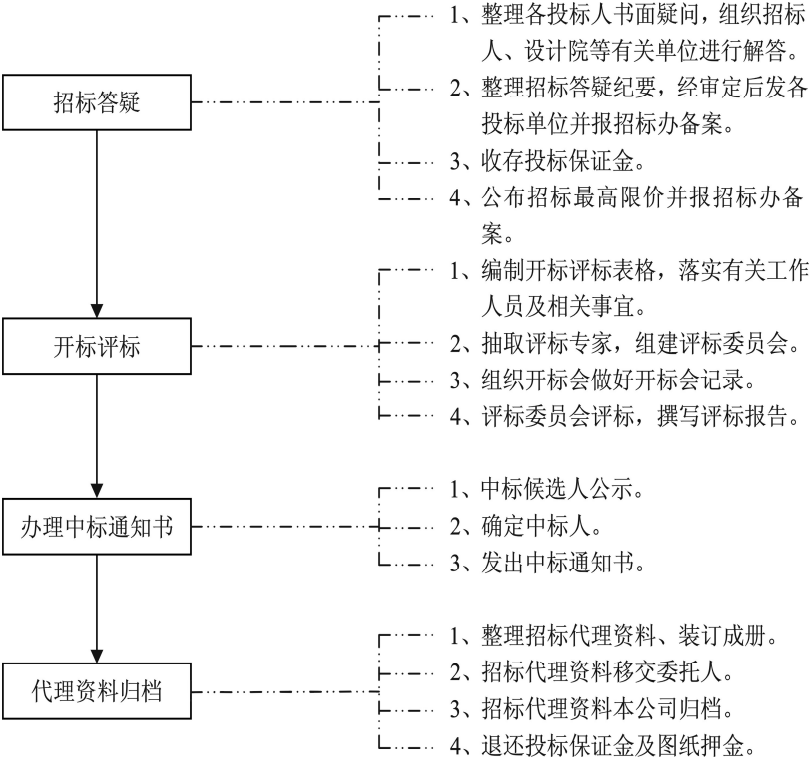 招标答疑
1、整理各投标人书面疑问，组织招标
人、设计院等有关单位进行解答。
2、整理招标答疑纪要，经审定后发各
投标单位并报招标办备案。
3、收存投标保证金。
4、公布招标最高限价并报招标办备
案。
开标评标
1、编制开标评标表格，落实有关工作
人员及相关事宜。
2、抽取评标专家，组建评标委员会。
3、组织开标会做好开标会记录。
4、评标委员会评标，撰写评标报告。
办理中标通知书
1、中标候选人公示。
2、确定中标人。
3、发出中标通知书。
代理资料归档
1、整理招标代理资料、装订成册。
2、招标代理资料移交委托人。
3、招标代理资料本公司归档。
4、退还投标保证金及图纸押金。